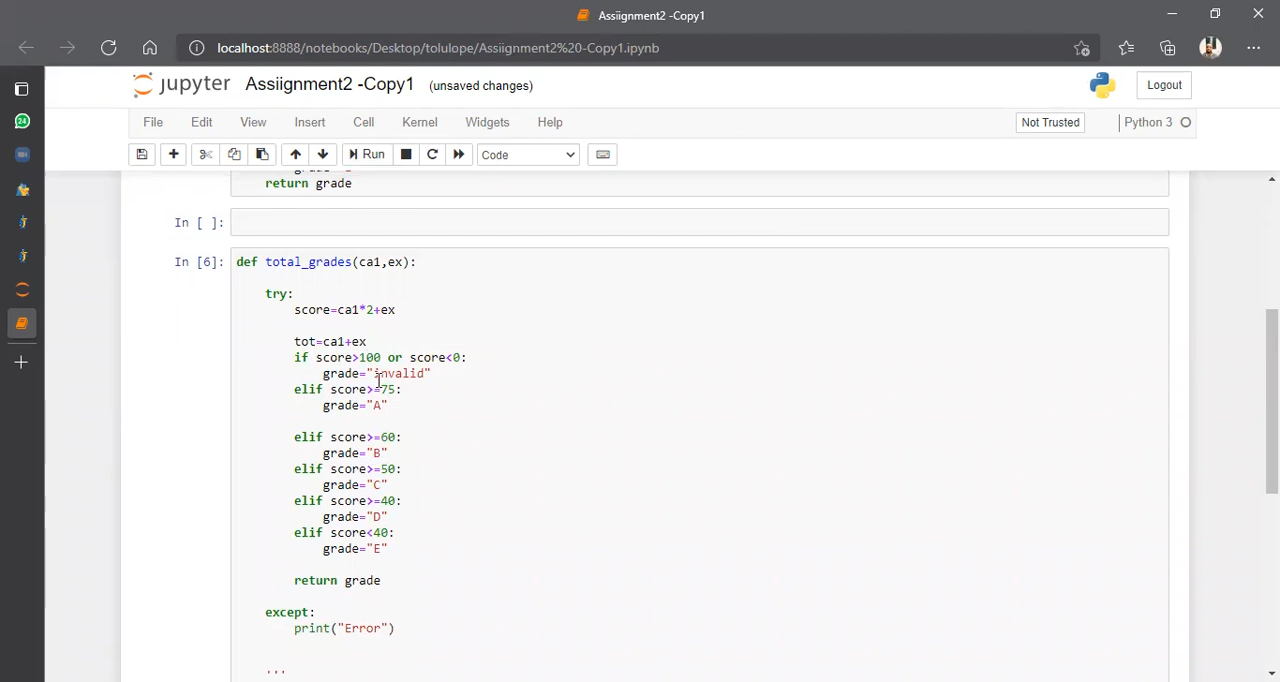 Assiignment2 -Copy1
localhost:8888/notebooks/Desktop/tolulope/Assiignment2%20-Copy1.ipynb
jupyter Assiignment2 -Copy1 (unsaved changes)
Logout
File Edit View Insert Cell Kernel Widgets Help
Not Trusted
Python 3
Run
Code
24
return grade
In [ ]:
In [6]:
def total_grades(ca1,ex):
try:
score=ca1*2+ex
tot=ca1+ex
if score>100 or score<0:
grade="invalid"
elif score>=75:
grade="A"
elif score>=60:
grade="B"
elif score>=50:
grade="C"
elif score>=40:
grade="D"
elif score<40:
grade="E"
return grade
except:
print("Error")
...